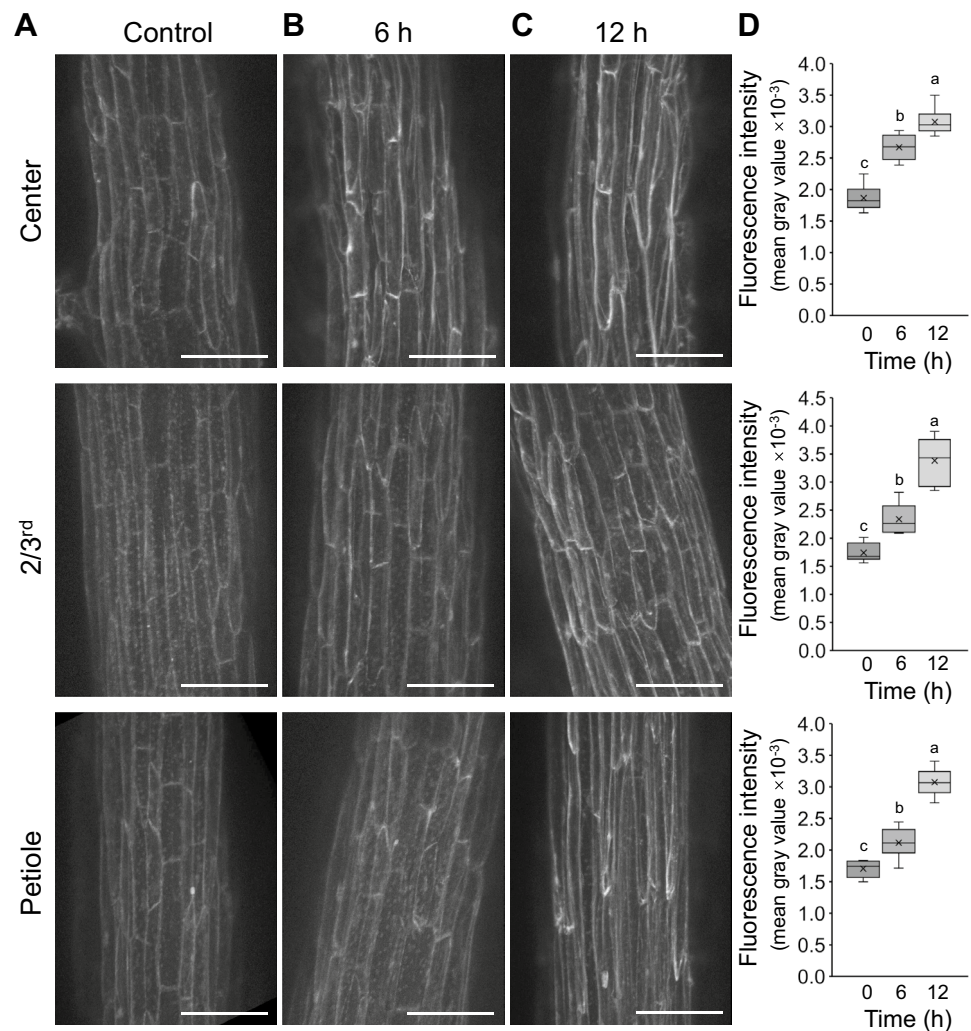 A Control B 6 h C 12 h D
Center
2/3rd
Petiole
Fluorescence intensity
(mean gray value ×10-3)
4.0
3.5
3.0
2.5
2.0
1.5
1.0
0.5
0.0
c
b
a
0 6 12
Time (h)
Fluorescence intensity
(mean gray value ×10-3)
4.5
4.0
3.5
3.0
2.5
2.0
1.5
1.0
0.5
0.0
c
b
a
0 6 12
Time (h)
Fluorescence intensity
(mean gray value ×10-3)
4.0
3.5
3.0
2.5
2.0
1.5
1.0
0.5
0.0
c
b
a
0 6 12
Time (h)